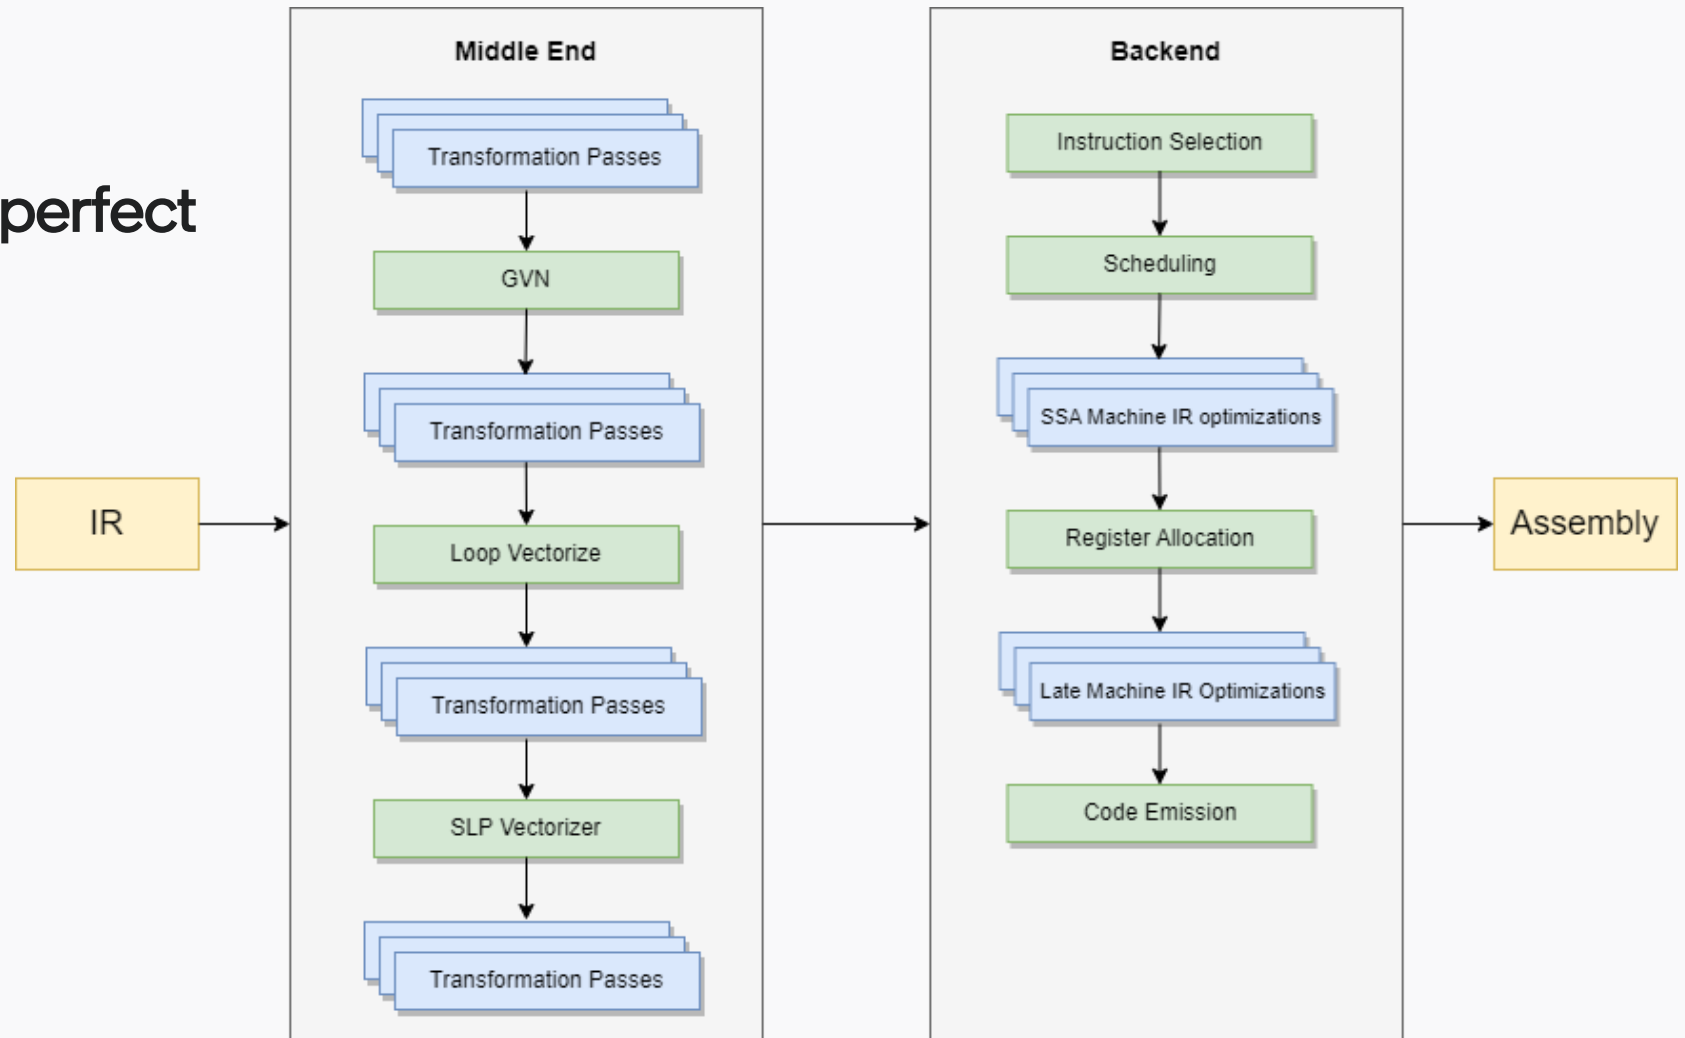 perfect
IR
Middle End
Transformation Passes
GVN
Transformation Passes
Loop Vectorize
Transformation Passes
SLP Vectorizer
Transformation Passes
Backend
Instruction Selection
Scheduling
SSA Machine IR optimizations
Register Allocation
Late Machine IR Optimizations
Code Emission
Assembly